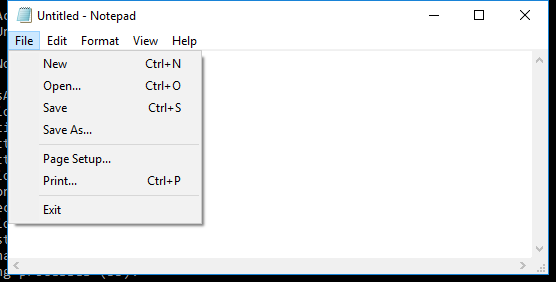 Untitled - Notepad
File Edit Format View Help
New Ctrl+N
Open... Ctrl+O
Save Ctrl+S
Save As...
Page Setup...
Print... Ctrl+P
Exit